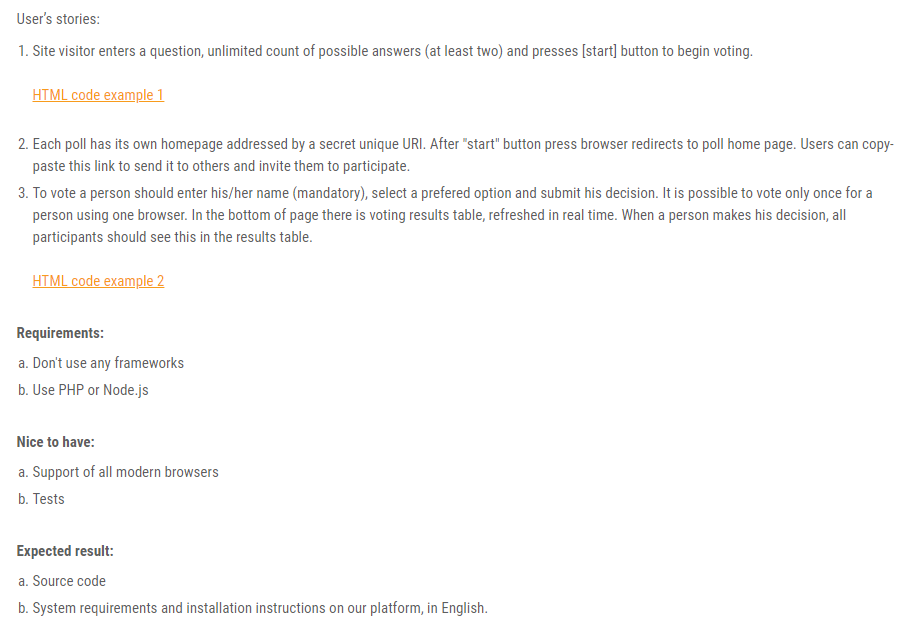 User's stories:
1. Site visitor enters a question, unlimited count of possible answers (at least two) and presses [start] button to begin voting.
HTML code example 1
2. Each poll has its own homepage addressed by a secret unique URI. After "start" button press browser redirects to poll home page. Users can copy-
paste this link to send it to others and invite them to participate.
3. To vote a person should enter his/her name (mandatory), select a prefered option and submit his decision. It is possible to vote only once for a
person using one browser. In the bottom of page there is voting results table, refreshed in real time. When a person makes his decision, all
participants should see this in the results table.
HTML code example 2
Requirements:
a. Don't use any frameworks
b. Use PHP or Node.js
Nice to have:
a. Support of all modern browsers
b. Tests
Expected result:
a. Source code
b. System requirements and installation instructions on our platform, in English.